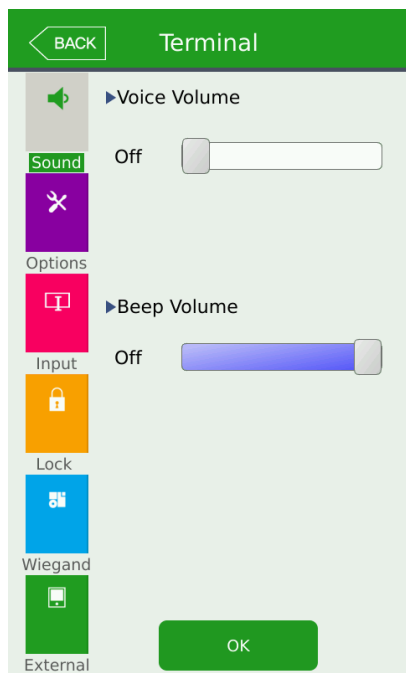 BACK Terminal
▶Voice Volume
Sound
Off
Options
▶Beep Volume
Input
Off
Lock
Wiegand
External
OK